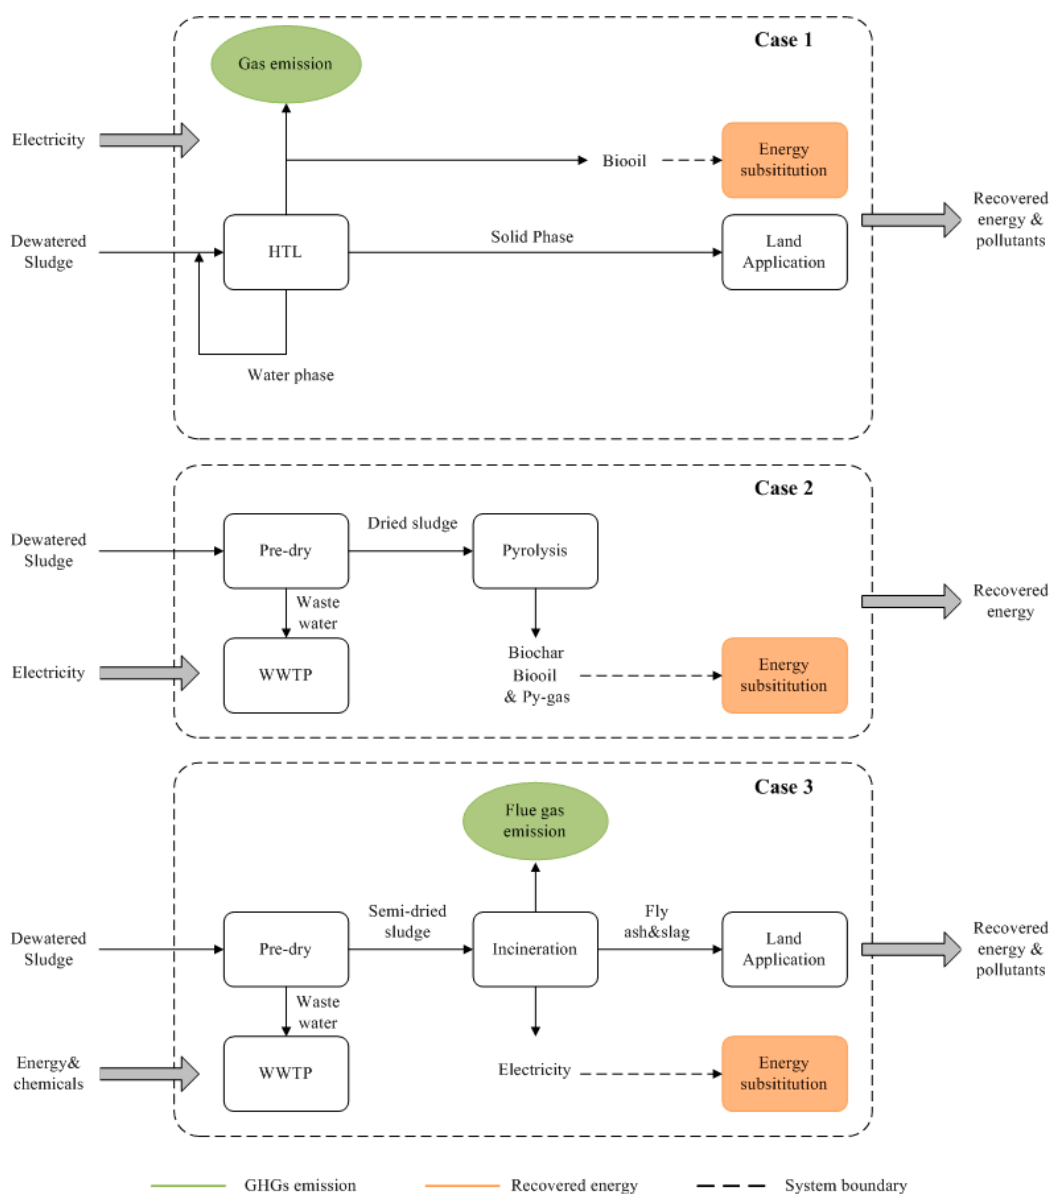 Case 1
Gas emission
Electricity
Energy
subsititution
Biooil
Recovered
energy &
pollutants
Dewatered
Sludge
HTL
Solid Phase
Land
Application
Water phase
Case 2
Dewatered
Sludge
Pre-dry
Dried sludge
Pyrolysis
Waste
water
Recovered
energy
Electricity
WWTP
Biochar
Biooil
& Py-gas
Energy
subsititution
Case 3
Flue gas
emission
Dewatered
Sludge
Pre-dry
Semi-dried
sludge
Incineration
Fly
ash&slag
Land
Application
Recovered
energy &
pollutants
Waste
water
Energy&
chemicals
WWTP
Electricity
Energy
subsititution
GHGs emission
Recovered energy
System boundary